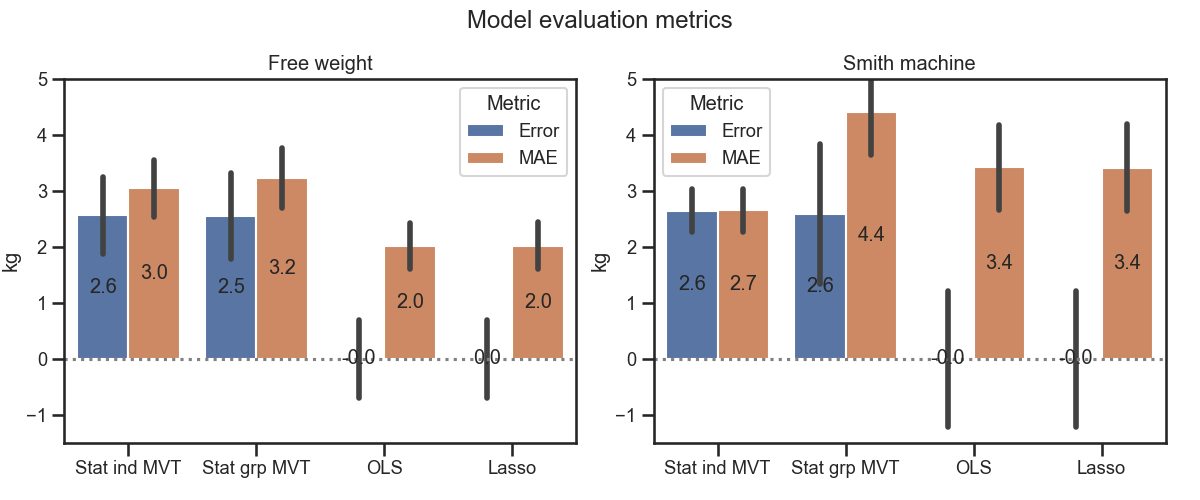 Model evaluation metrics
Free weight
5
4
3
2
1
0
−1
kg
Metric
Error
MAE
2.6
3.0
2.5
3.2
-0.0
2.0
0.0
2.0
Stat ind MVT
Stat grp MVT
OLS
Lasso
Smith machine
5
4
3
2
1
0
−1
kg
Metric
Error
MAE
2.6
2.7
2.6
4.4
-0.0
3.4
-0.0
3.4
Stat ind MVT
Stat grp MVT
OLS
Lasso